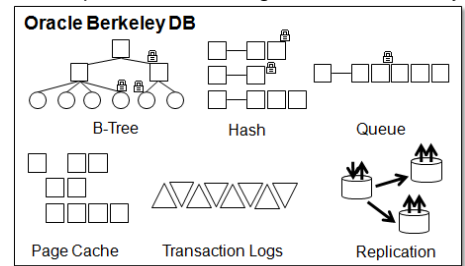 Oracle Berkeley DB
B-Tree
Hash
Queue
Page Cache
Transaction Logs
Replication